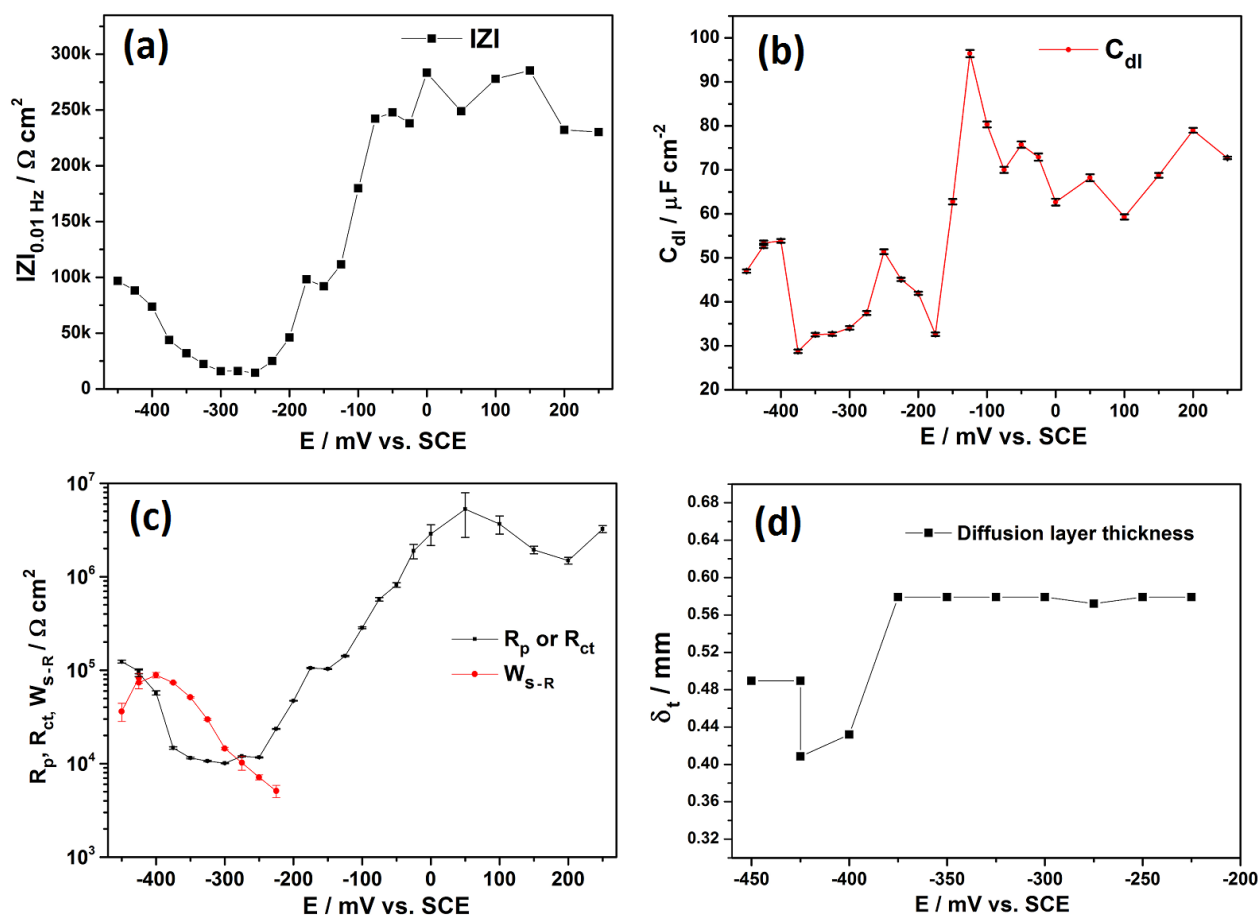 (a)
IZI
300k
250k
200k
150k
100k
50k
0
IZI0.01 Hz / Ω cm2
-400 -300 -200 -100 0 100 200
E / mV vs. SCE
(b)
Cdl
100
90
80
70
60
50
40
30
20
Cdl / μF cm-2
-400 -300 -200 -100 0 100 200
E / mV vs. SCE
(c)
Rp or Rct
Ws-R
107
106
105
104
103
Rp, Rct, Ws-R / Ω cm2
-400 -300 -200 -100 0 100 200
E / mV vs. SCE
(d)
Diffusion layer thickness
0.68
0.64
0.60
0.56
0.52
0.48
0.44
0.40
0.36
0.32
δt / mm
-450 -400 -350 -300 -250 -200
E / mV vs. SCE